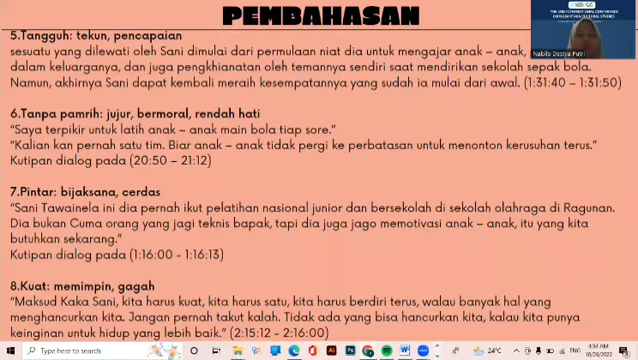 PEMBAHASAN
5.Tangguh: tekun, pencapaian
sesuatu yang dilewati oleh Sani dimulai dari permulaan niat dia untuk mengajar anak – anak,
dalam keluarganya, dan juga pengkhianatan oleh temannya sendiri saat mendirikan sekolah sepak bola.
Namun, akhirnya Sani dapat kembali meraih kesempatannya yang sudah ia mulai dari awal. (1:31:40 – 1:31:50)
6.Tanpa pamrih: jujur, bermoral, rendah hati
“Saya terpikir untuk latih anak – anak main bola tiap sore.”
“Kalian kan pernah satu tim. Biar anak – anak tidak pergi ke perbatasan untuk menonton kerusuhan terus.”
Kutipan dialog pada (20:50 – 21:12)
7.Pintar: bijaksana, cerdas
“Sani Tawainela ini dia pernah ikut pelatihan nasional junior dan bersekolah di sekolah olahraga di Ragunan.
Dia bukan Cuma orang yang jagi teknis bapak, tapi dia juga jago memotivasi anak – anak, itu yang kita
butuhkan sekarang.”
Kutipan dialog pada (1:16:00 - 1:16:13)
8.Kuat: memimpin, gagah
“Maksud Kaka Sani, kita harus kuat, kita harus satu, kita harus berdiri terus, walau banyak hal yang
menghancurkan kita. Jangan pernah takut kalah. Tidak ada yang bisa hancurkan kita, kalau kita punya
keinginan untuk hidup yang lebih baik.” (2:15:12 - 2:16:00)
Nabila Destya Putri
Type here to search
24°C
4:54 AM
10/28/2022